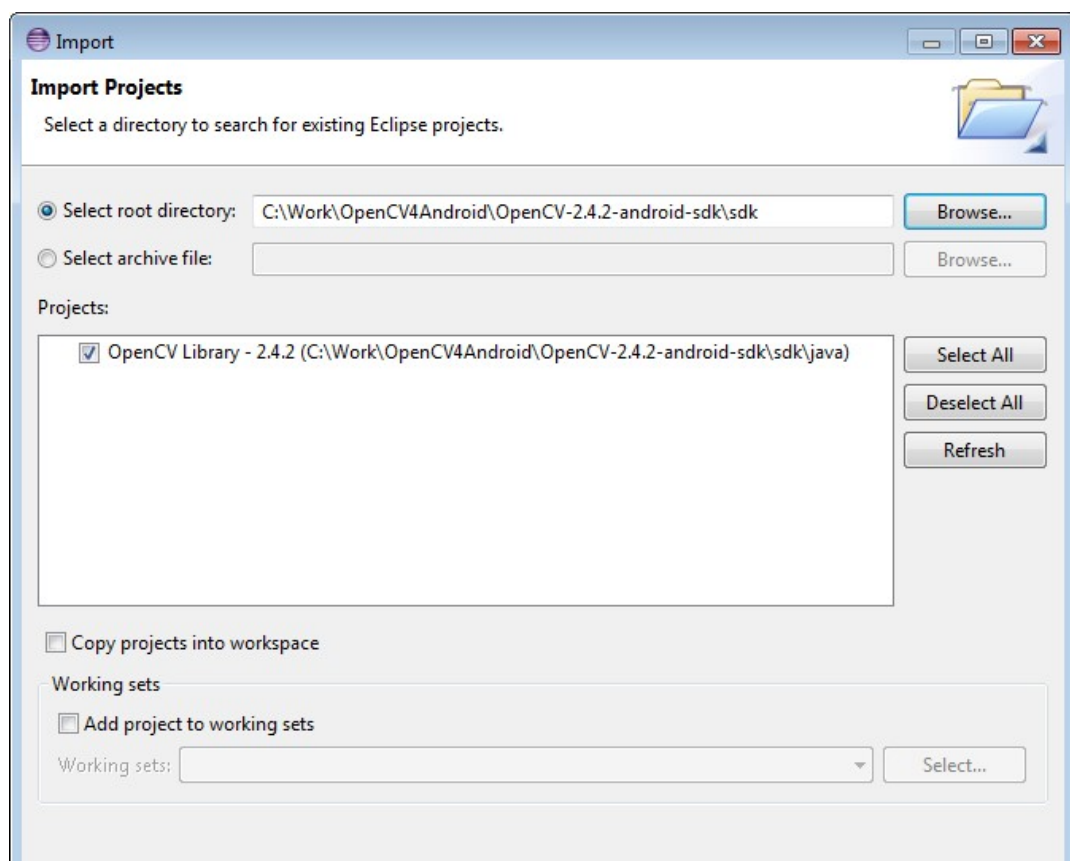 Import
Import Projects
Select a directory to search for existing Eclipse projects.
Select root directory: C:\Work\OpenCV4Android\OpenCV-2.4.2-android-sdk\sdk Browse...
Select archive file: Browse...
Projects:
OpenCV Library - 2.4.2 (C:\Work\OpenCV4Android\OpenCV-2.4.2-android-sdk\sdk\java) Select All
Deselect All
Refresh
Copy projects into workspace
Working sets
Add project to working sets
Working sets: Select...